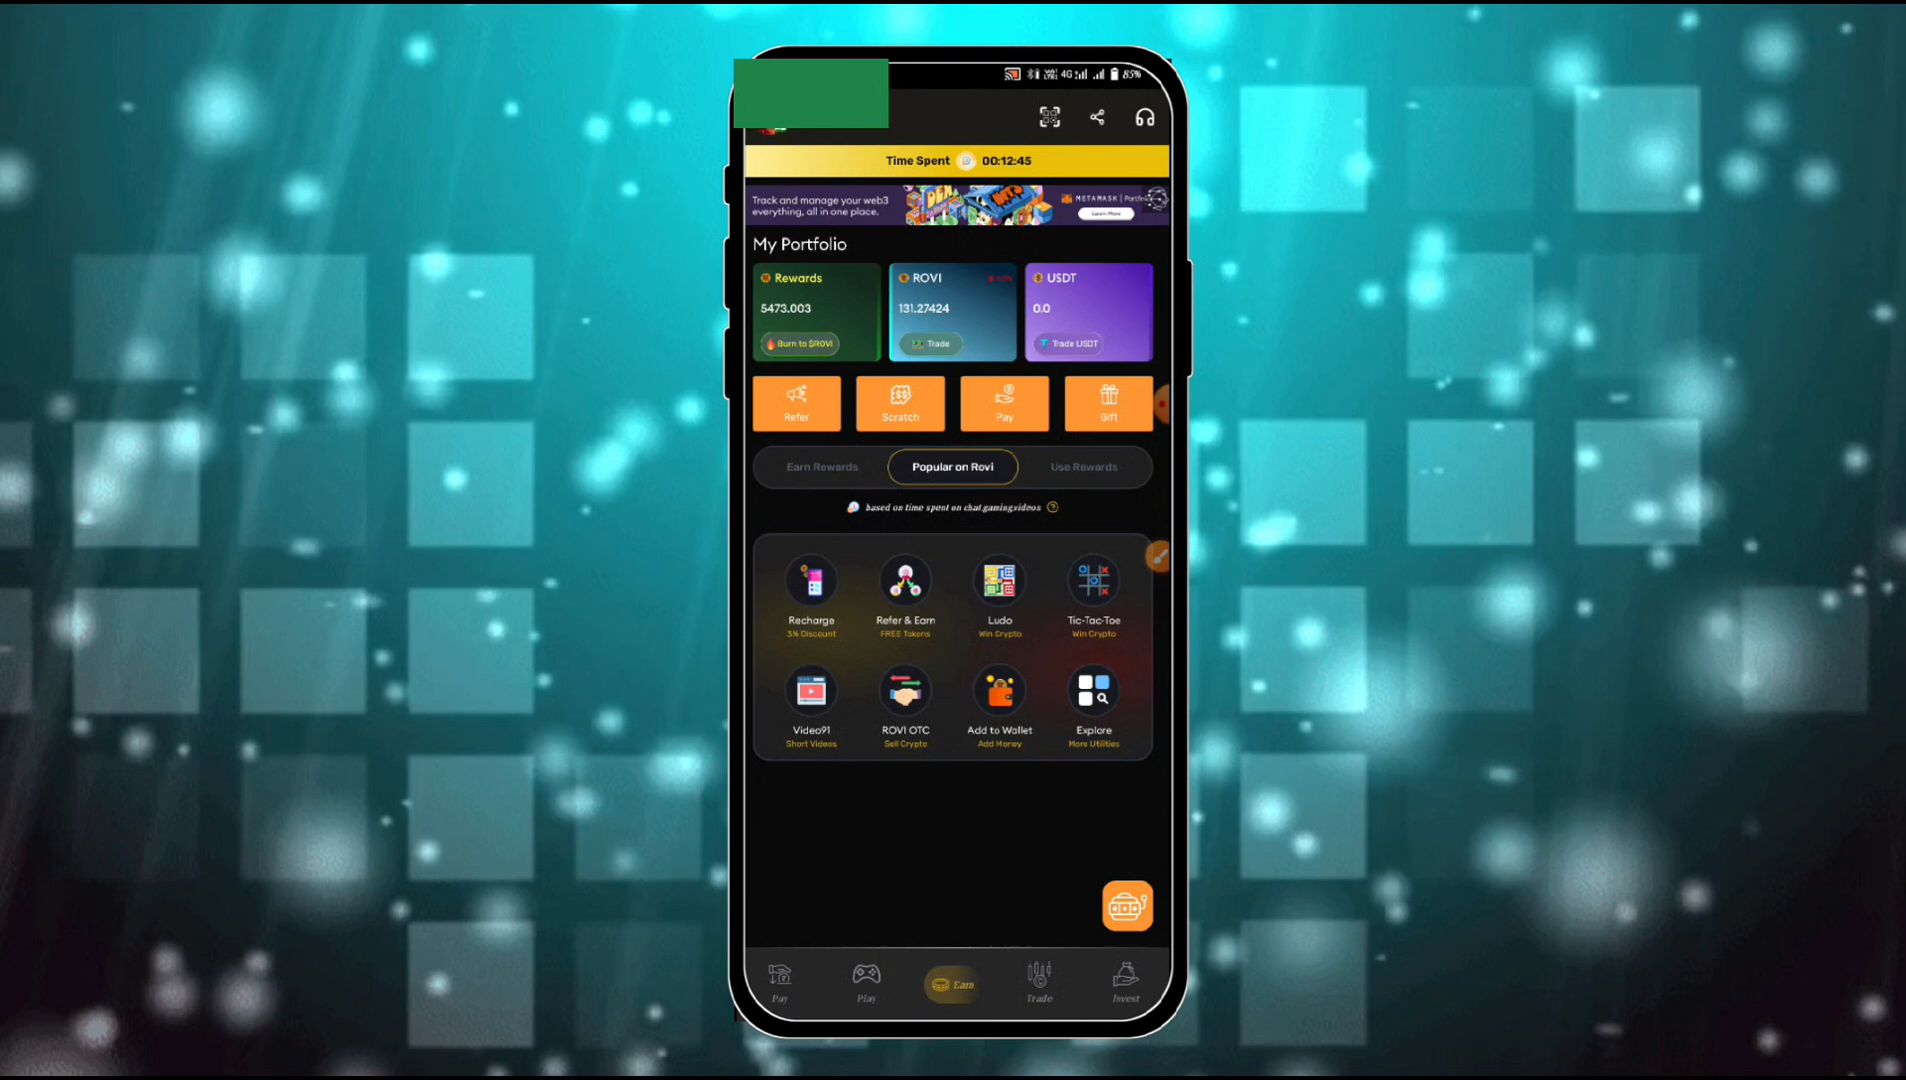 4G 85%
Time Spent 00:12:45
Track and manage your web3
everything, all in one place.
METAMASK | Portfolio
Learn More
My Portfolio
Rewards
5473.003
Burn to $ROVI
ROVI
131.27424
Trade
USDT
0.0
Trade USDT
Refer
Scratch
Pay
Gift
Earn Rewards
Popular on Rovi
Use Rewards
based on time spent on chat,gaming,videos
Recharge
3% Discount
Refer & Earn
FREE Tokens
Ludo
Win Crypto
Tic-Tac-Toe
Win Crypto
Video91
Short Videos
ROVI OTC
Sell Crypto
Add to Wallet
Add Money
Explore
More Utilities
Pay
Play
Earn
Trade
Invest